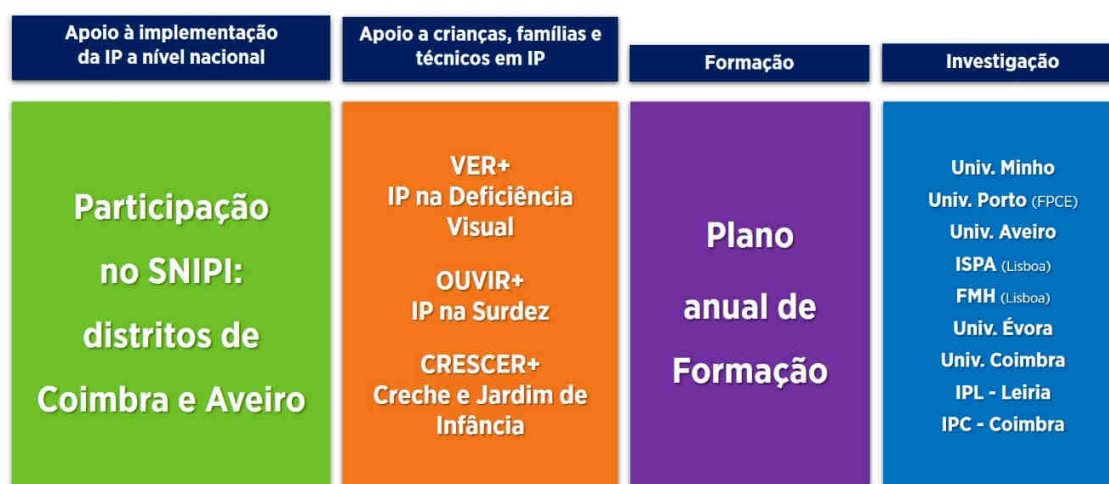 Apoio à implementação
da IP a nível nacional
Participação
no SNIPI:
distritos de
Coimbra e Aveiro
Apoio a crianças, famílias e
técnicos em IP
VER+
IP na Deficiência
Visual
OUVIR+
IP na Surdez
CRESCER+
Creche e Jardim de
Infância
Formação
Plano
anual de
Formação
Investigação
Univ. Minho
Univ. Porto (FPCE)
Univ. Aveiro
ISPA (Lisboa)
FMH (Lisboa)
Univ. Évora
Univ. Coimbra
IPL - Leiria
IPC - Coimbra